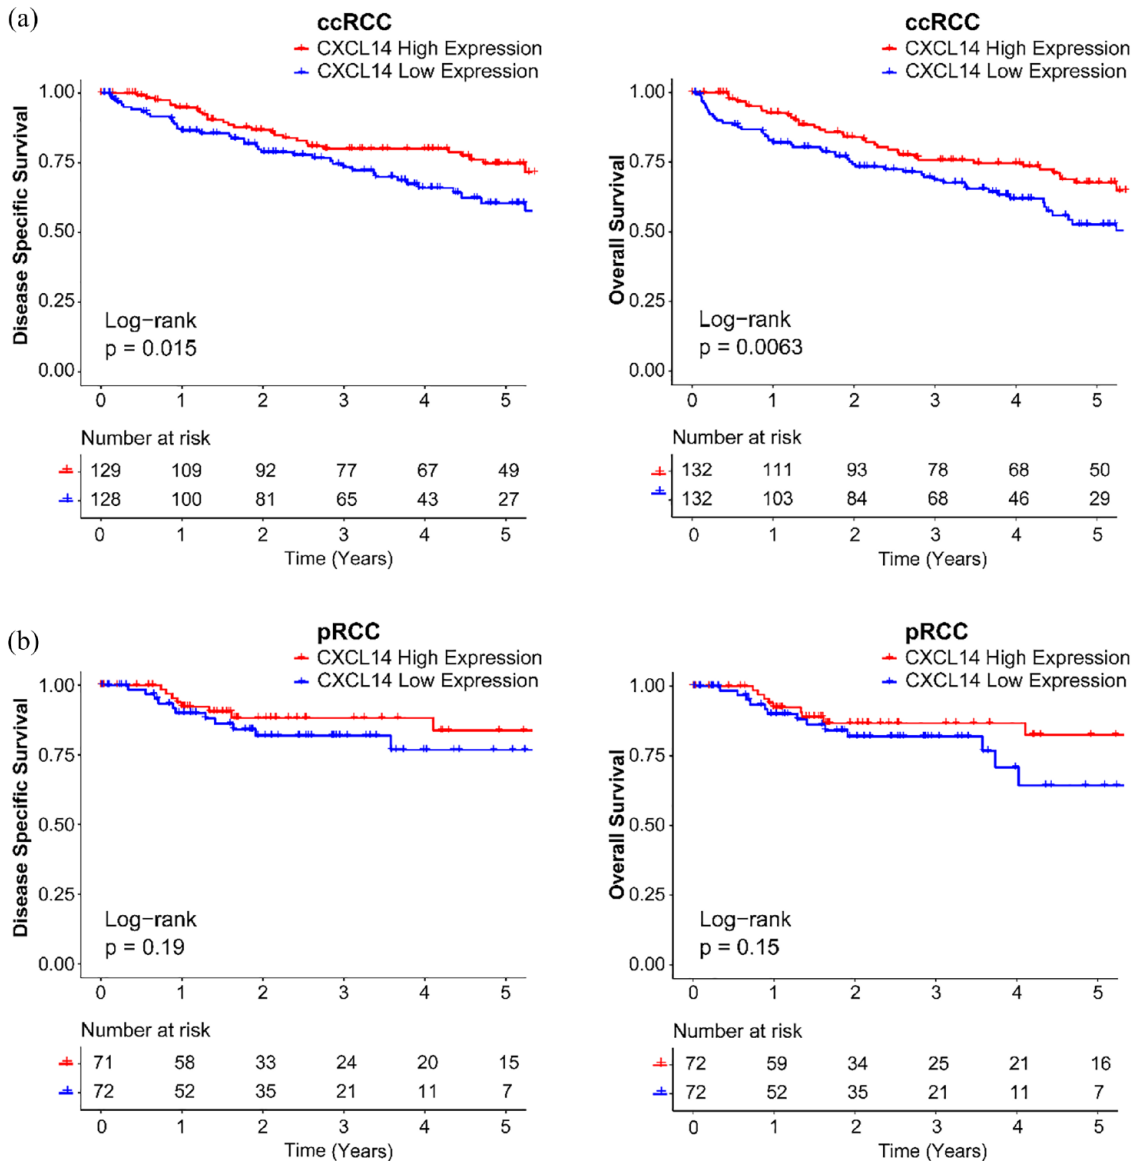 (a)
ccRCC
CXCL14 High Expression
CXCL14 Low Expression
Disease Specific Survival
1.00
0.75
0.50
0.25
0.00
Log-rank
p = 0.015
0 1 2 3 4 5
Number at risk
129 109 92 77 67 49
128 100 81 65 43 27
0 1 2 3 4 5
Time (Years)
ccRCC
CXCL14 High Expression
CXCL14 Low Expression
Overall Survival
1.00
0.75
0.50
0.25
0.00
Log-rank
p = 0.0063
0 1 2 3 4 5
Number at risk
132 111 93 78 68 50
132 103 84 68 46 29
0 1 2 3 4 5
Time (Years)
(b)
pRCC
CXCL14 High Expression
CXCL14 Low Expression
Disease Specific Survival
1.00
0.75
0.50
0.25
0.00
Log-rank
p = 0.19
0 1 2 3 4 5
Number at risk
71 58 33 24 20 15
72 52 35 21 11 7
0 1 2 3 4 5
Time (Years)
pRCC
CXCL14 High Expression
CXCL14 Low Expression
Overall Survival
1.00
0.75
0.50
0.25
0.00
Log-rank
p = 0.15
0 1 2 3 4 5
Number at risk
72 59 34 25 21 16
72 52 35 21 11 7
0 1 2 3 4 5
Time (Years)